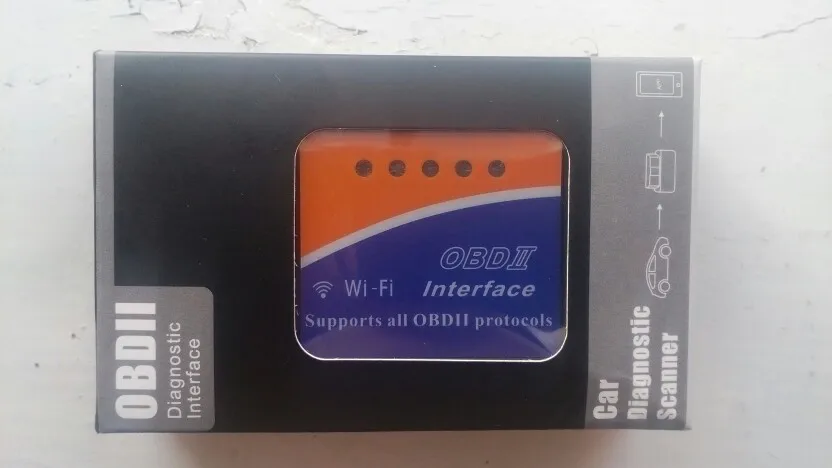 OBDII
Diagnostic
Interface
OBDII
Wi-Fi
Interface
Supports all OBDII protocols
Car
Diagnostic
Scanner